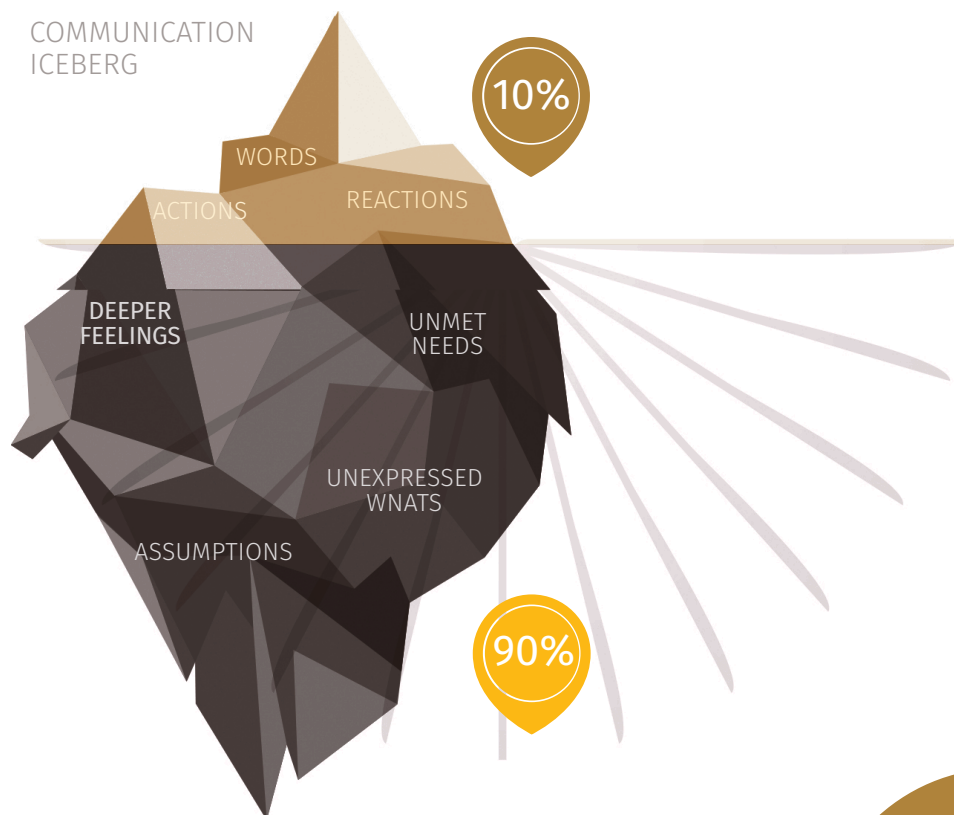 COMMUNICATION
ICEBERG
10%
WORDS
REACTIONS
ACTIONS
DEEPER
FEELINGS
UNMET
NEEDS
UNEXPRESSED
WNATS
ASSUMPTIONS
90%